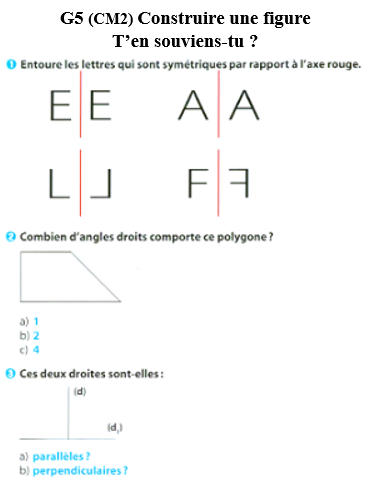 G5 (CM2) Construire une figure
T'en souviens-tu ?
1 Entoure les lettres qui sont symétriques par rapport à l'axe rouge.
E E A A
L ⅃ F ꟻ
2 Combien d'angles droits comporte ce polygone ?
a) 1
b) 2
c) 4
3 Ces deux droites sont-elles :
(d)
(d₁)
a) parallèles ?
b) perpendiculaires ?